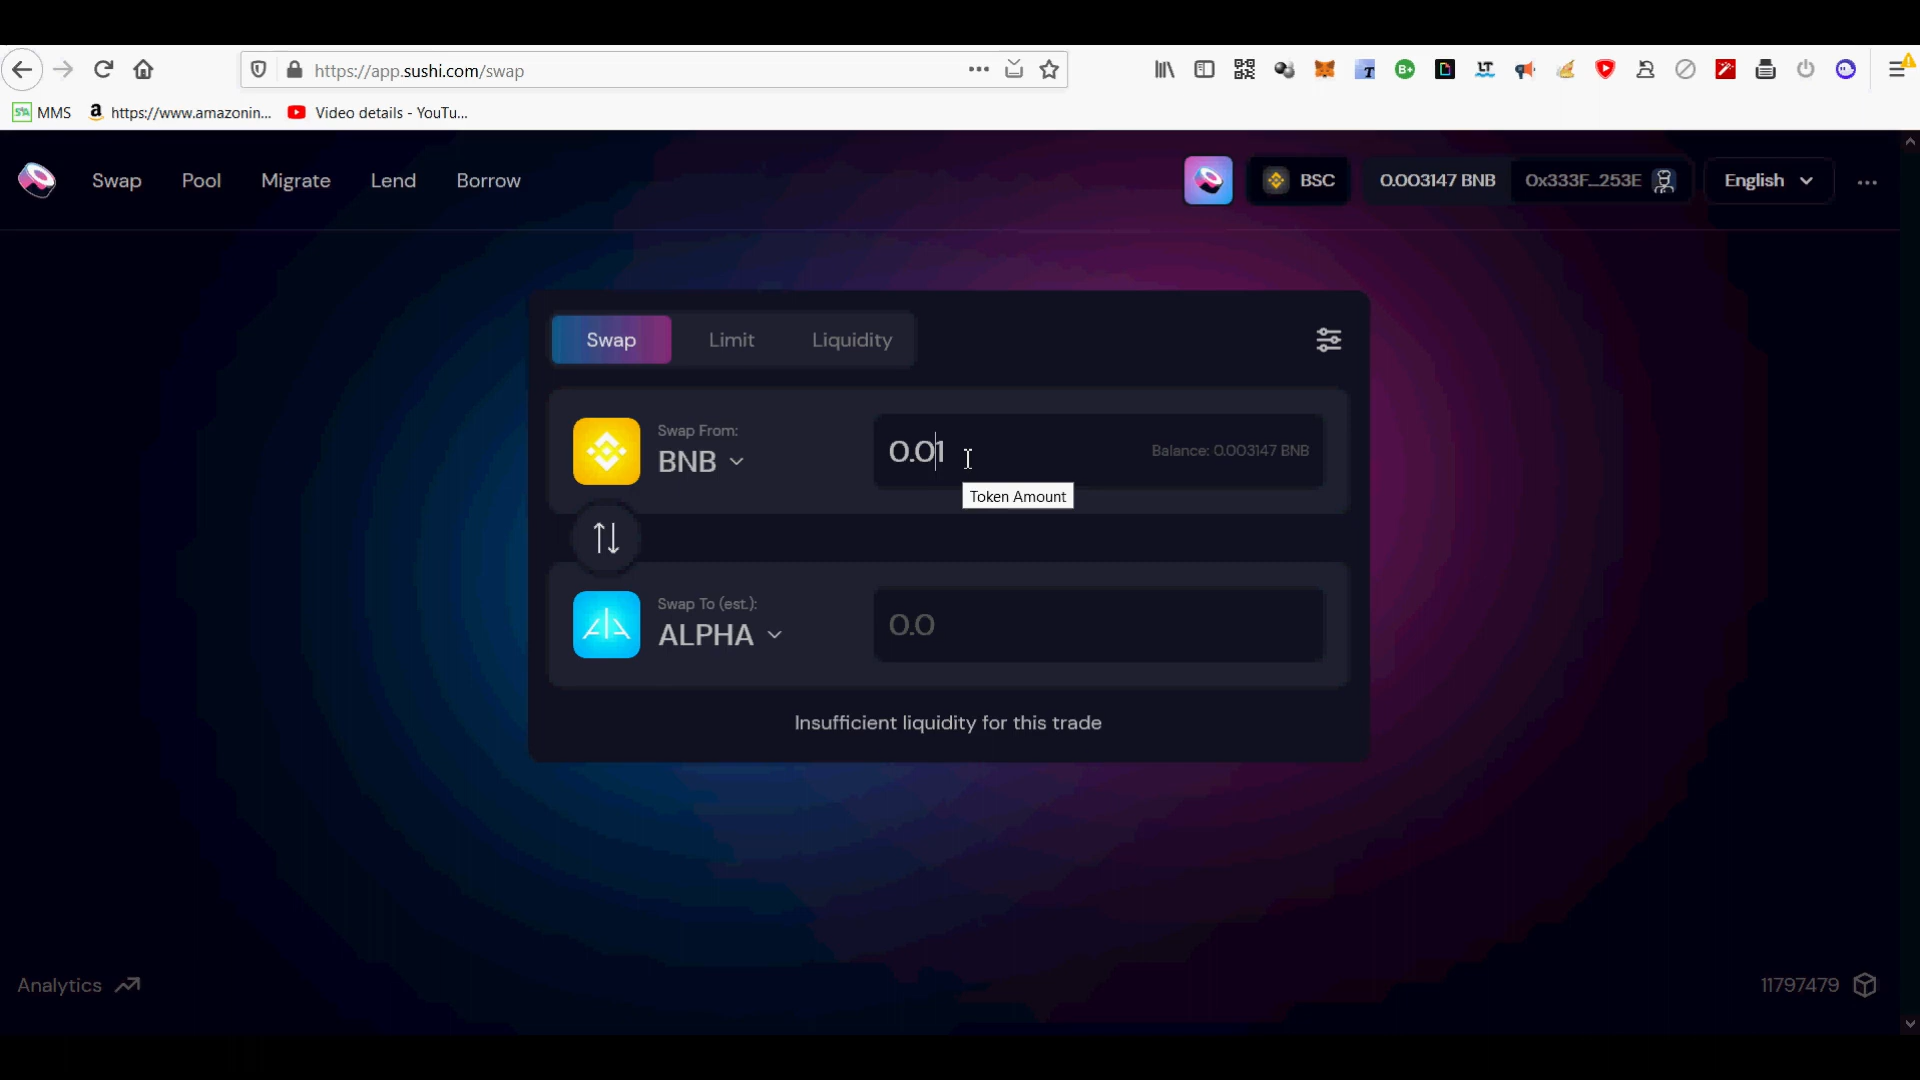 https://app.sushi.com/swap
MMS
https://www.amazonin...
Video details - YouTu...
Swap
Pool
Migrate
Lend
Borrow
BSC
0.003147 BNB
0x333F_253E
English
Swap
Limit
Liquidity
Swap From:
BNB
0.01
Balance: 0.003147 BNB
Token Amount
Swap To (est.):
ALPHA
0.0
Insufficient liquidity for this trade
Analytics
11797479